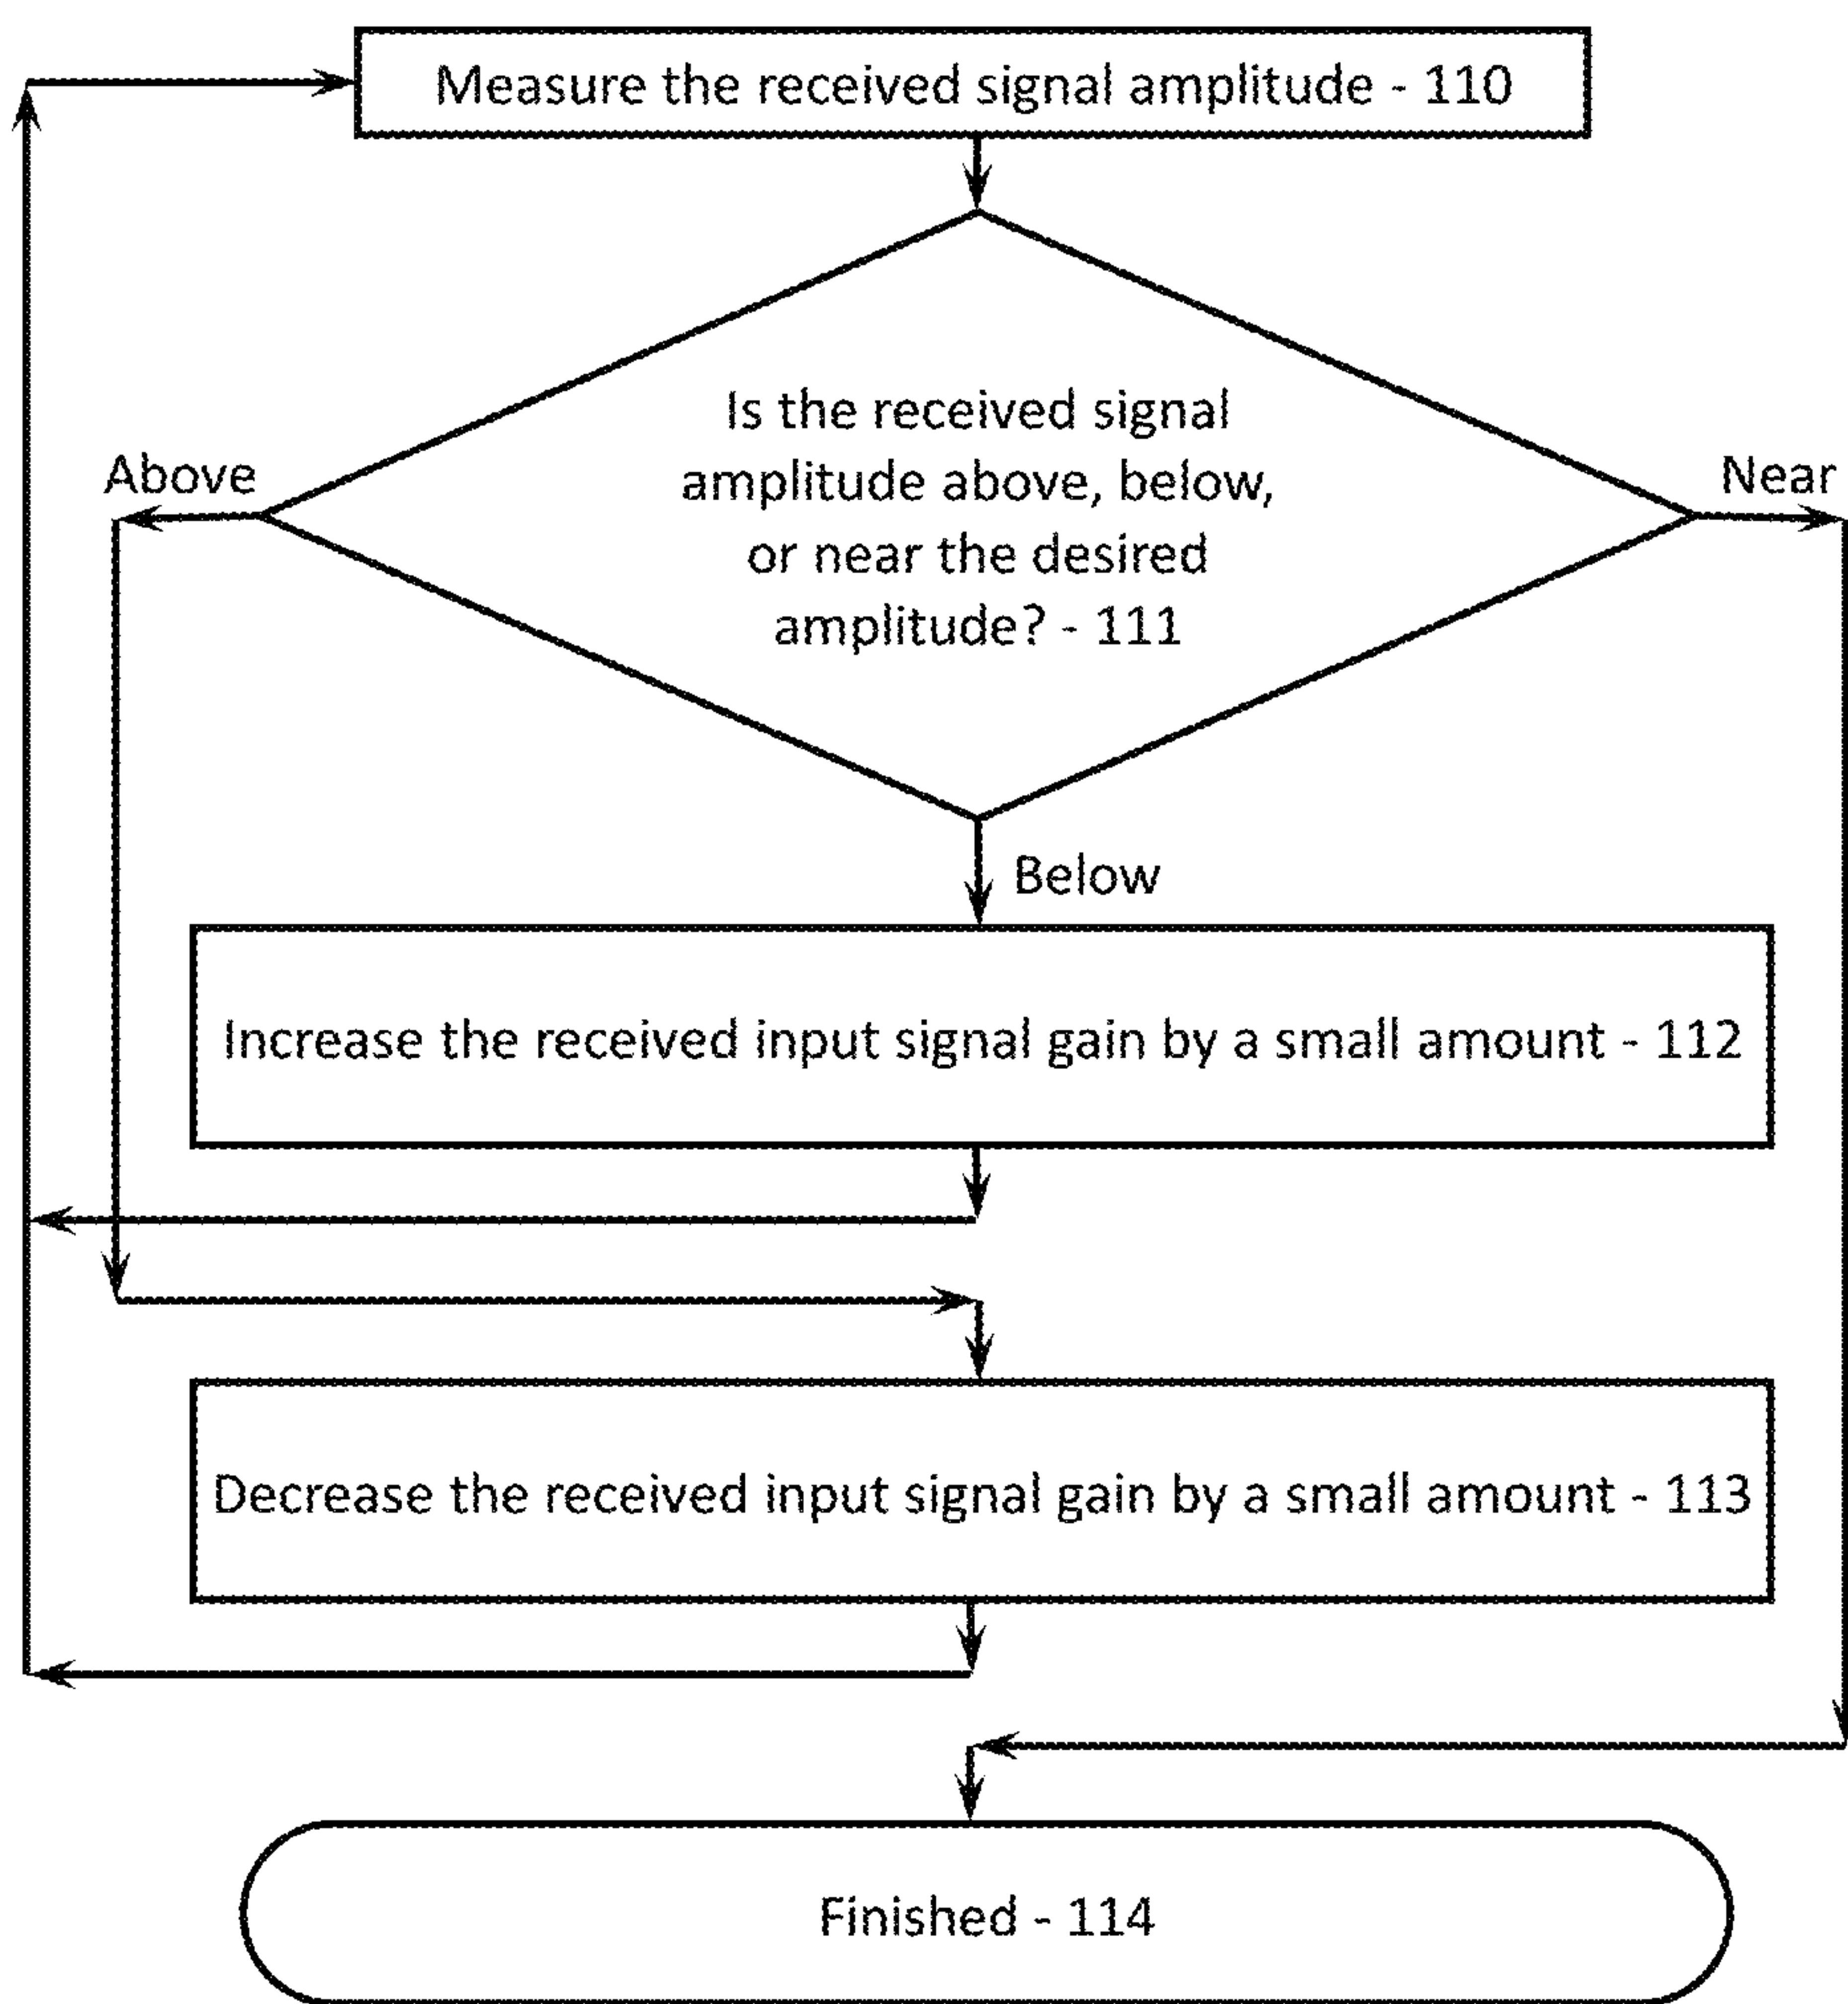 Measure the received signal amplitude - 110
Is the received signal
amplitude above, below,
or near the desired
amplitude? - 111
Above
Near
Below
Increase the received input signal gain by a small amount - 112
Decrease the received input signal gain by a small amount - 113
Finished - 114